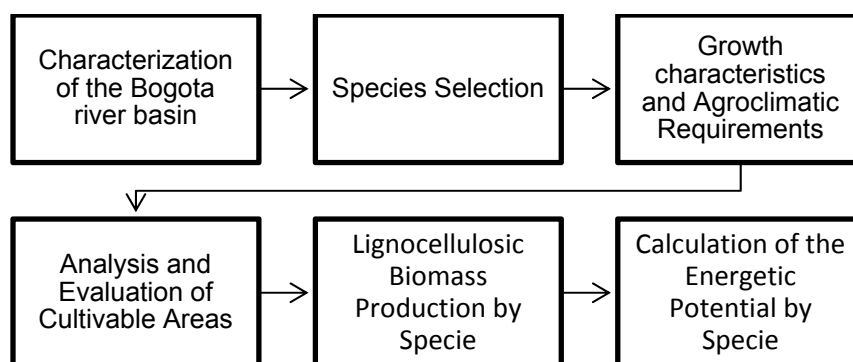 Characterization
of the Bogota
river basin
Species Selection
Growth
characteristics
and Agroclimatic
Requirements
Analysis and
Evaluation of
Cultivable Areas
Lignocellulosic
Biomass
Production by
Specie
Calculation of the
Energetic
Potential by
Specie